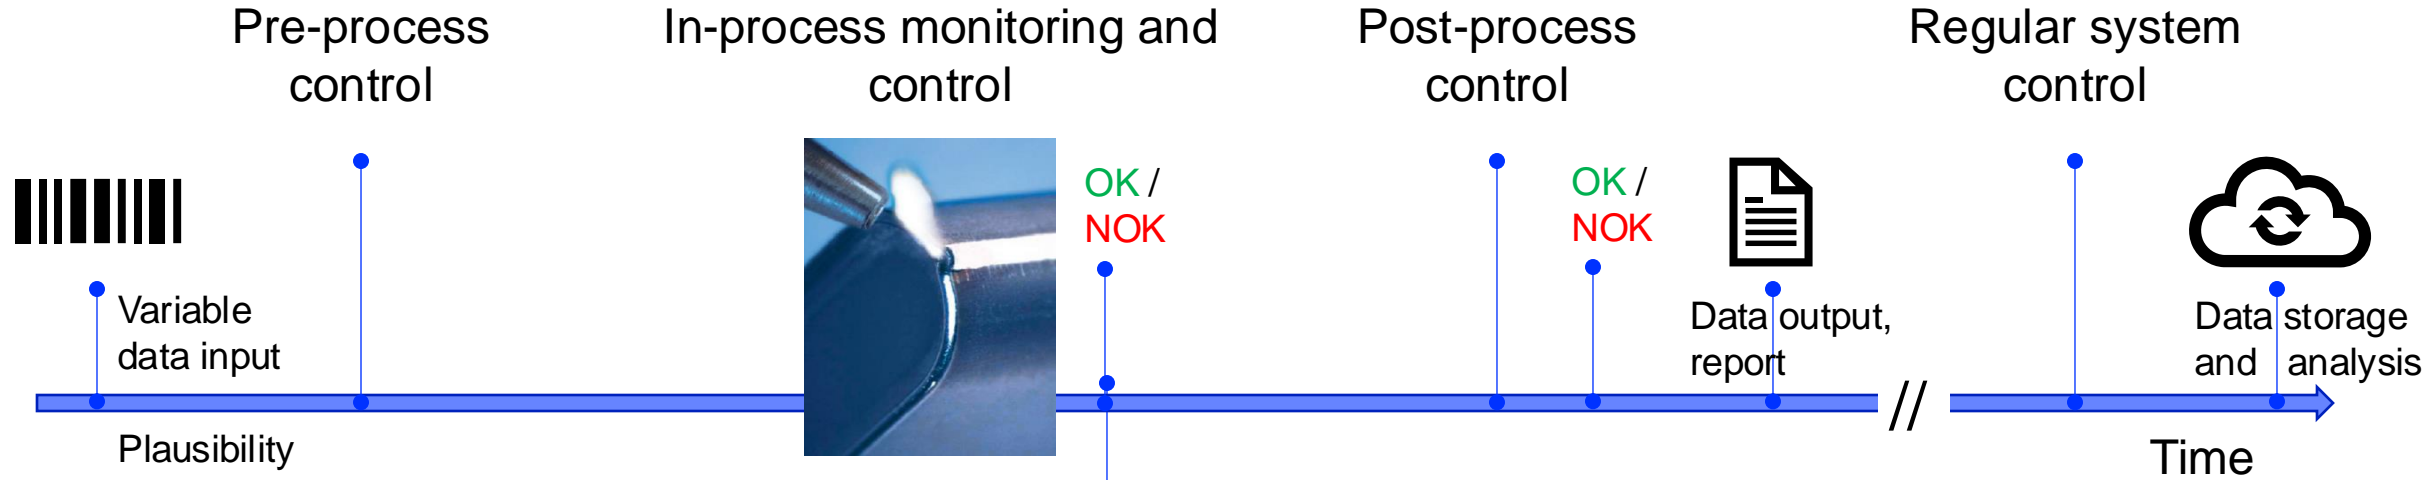 Pre-process
control
In-process monitoring and
control
Post-process
control
Regular system
control
OK /
NOK
OK /
NOK
Variable
data input
Data output,
report
Data storage
and analysis
//
Plausibility
Time